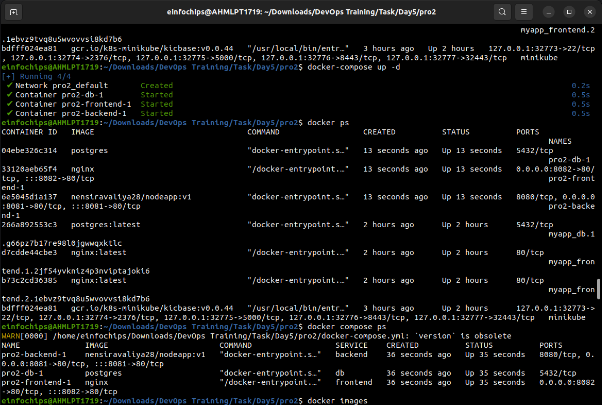 einfochips@AHMLPT1719: ~/Downloads/DevOps Training/Task/Day5/pro2
myapp_frontend.2
.1ebvz9tvq8u5wvovvsi8kd7b6
bdfff024ea81   gcr.io/k8s-minikube/kicbase:v0.0.44   "/usr/local/bin/entr…"   3 hours ago   Up 2 hours   127.0.0.1:32773->22/tcp
, 127.0.0.1:32774->2376/tcp, 127.0.0.1:32775->5000/tcp, 127.0.0.1:32776->8443/tcp, 127.0.0.1:32777->32443/tcp   minikube
einfochips@AHMLPT1719:~/Downloads/DevOps Training/Task/Day5/pro2$ docker-compose up -d
[+] Running 4/4
✔ Network pro2_default       Created   0.2s
✔ Container pro2-db-1        Started   0.5s
✔ Container pro2-frontend-1  Started   0.5s
✔ Container pro2-backend-1   Started   0.5s
einfochips@AHMLPT1719:~/Downloads/DevOps Training/Task/Day5/pro2$ docker ps
CONTAINER ID   IMAGE   COMMAND   CREATED   STATUS   PORTS
NAMES
04ebe326c314   postgres   "docker-entrypoint.s…"   13 seconds ago   Up 13 seconds   5432/tcp
pro2-db-1
33120aeb65f4   nginx   "/docker-entrypoint.…"   13 seconds ago   Up 13 seconds   0.0.0.0:8082->80/
tcp, :::8082->80/tcp   pro2-front
end-1
6e5045d1a137   nensiravaliya28/nodeapp:v1   "docker-entrypoint.s…"   13 seconds ago   Up 13 seconds   8080/tcp, 0.0.0.0
:8081->80/tcp, :::8081->80/tcp   pro2-backe
nd-1
266a892553c3   postgres:latest   "docker-entrypoint.s…"   2 hours ago   Up 2 hours   5432/tcp
myapp_db.1
.g66pz7b17re98l0jgwwqxktlc
d7cdde44cbe3   nginx:latest   "/docker-entrypoint.…"   2 hours ago   Up 2 hours   80/tcp
myapp_fron
tend.1.2jf54yvkniz4p3nviptajoki6
b73c2cd36385   nginx:latest   "/docker-entrypoint.…"   2 hours ago   Up 2 hours   80/tcp
myapp_fron
tend.2.1ebvz9tvq8u5wvovvsi8kd7b6
bdfff024ea81   gcr.io/k8s-minikube/kicbase:v0.0.44   "/usr/local/bin/entr…"   3 hours ago   Up 2 hours   127.0.0.1:32773->
22/tcp, 127.0.0.1:32774->2376/tcp, 127.0.0.1:32775->5000/tcp, 127.0.0.1:32776->8443/tcp, 127.0.0.1:32777->32443/tcp   minikube
einfochips@AHMLPT1719:~/Downloads/DevOps Training/Task/Day5/pro2$ docker compose ps
WARN[0000] /home/einfochips/Downloads/DevOps Training/Task/Day5/pro2/docker-compose.yml: `version` is obsolete
NAME   IMAGE   COMMAND   SERVICE   CREATED   STATUS   PORTS
pro2-backend-1   nensiravaliya28/nodeapp:v1   "docker-entrypoint.s…"   backend   36 seconds ago   Up 35 seconds   8080/tcp, 0.
0.0.0:8081->80/tcp, :::8081->80/tcp
pro2-db-1   postgres   "docker-entrypoint.s…"   db   36 seconds ago   Up 35 seconds   5432/tcp
pro2-frontend-1   nginx   "/docker-entrypoint.…"   frontend   36 seconds ago   Up 35 seconds   0.0.0.0:8082
->80/tcp, :::8082->80/tcp
einfochips@AHMLPT1719:~/Downloads/DevOps Training/Task/Day5/pro2$ docker images